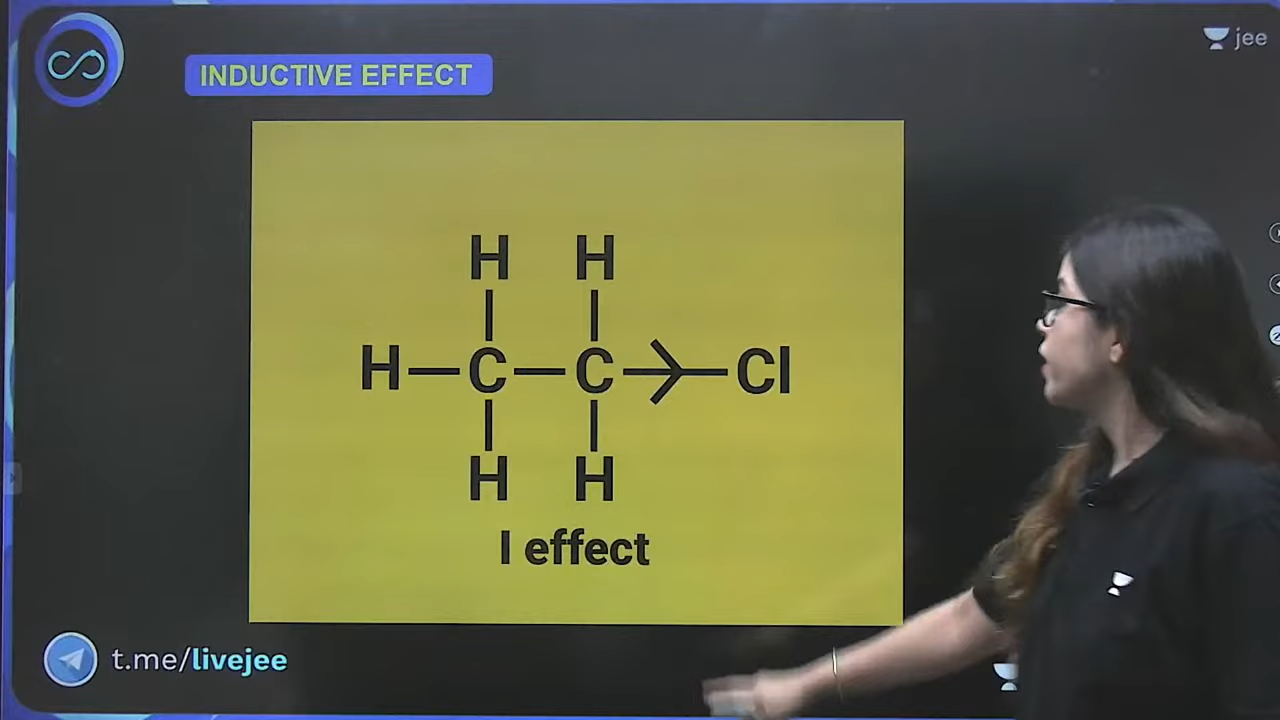 jee
INDUCTIVE EFFECT
H H
H C C Cl
H H
I effect
t.me/livejee